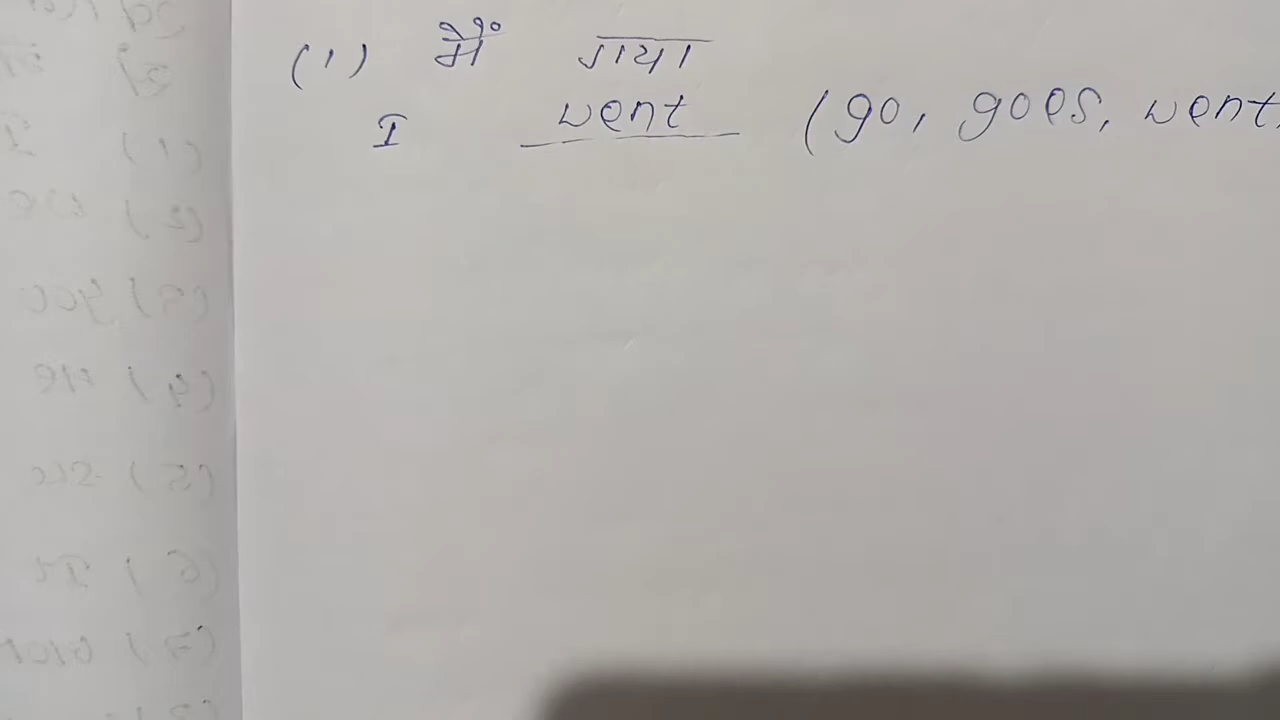 (1) मैं गया
I went (go, goes, went,